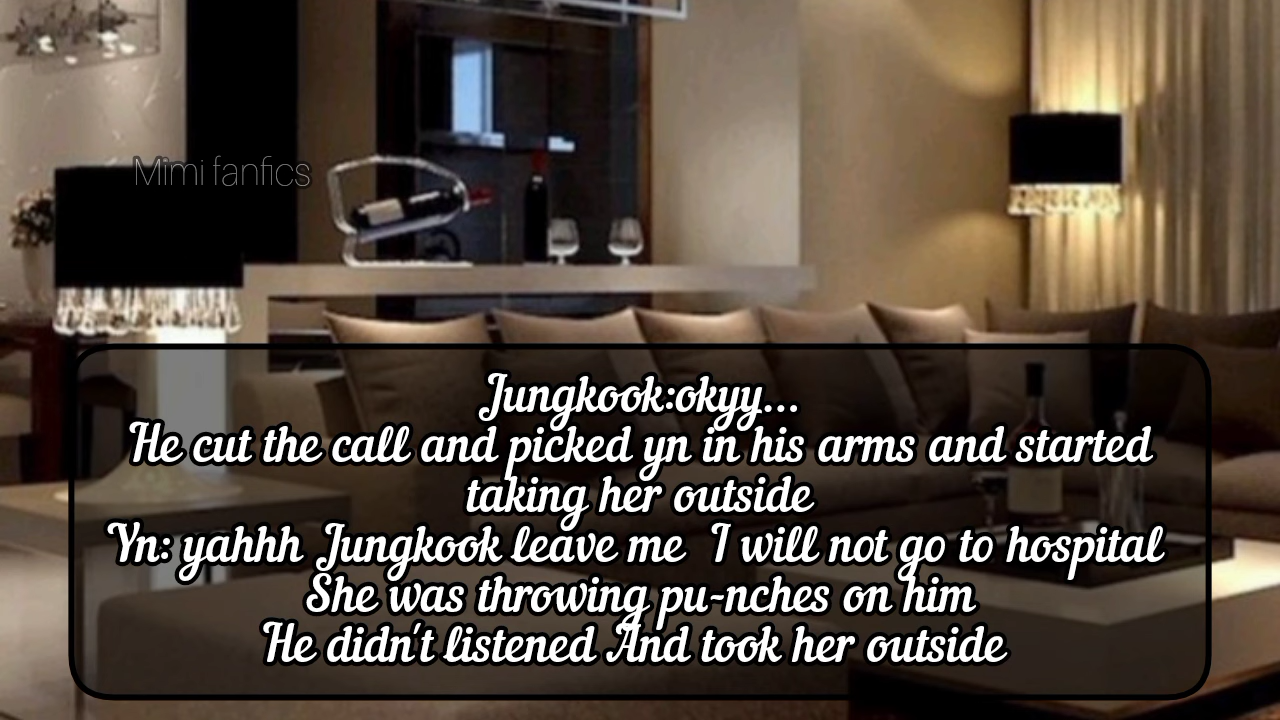 Mimi fanfics
Jungkook:okyy...
He cut the call and picked yn in his arms and started
taking her outside
Yn: yahhh Jungkook leave me I will not go to hospital
She was throwing pu-nches on him
He didn't listened And took her outside